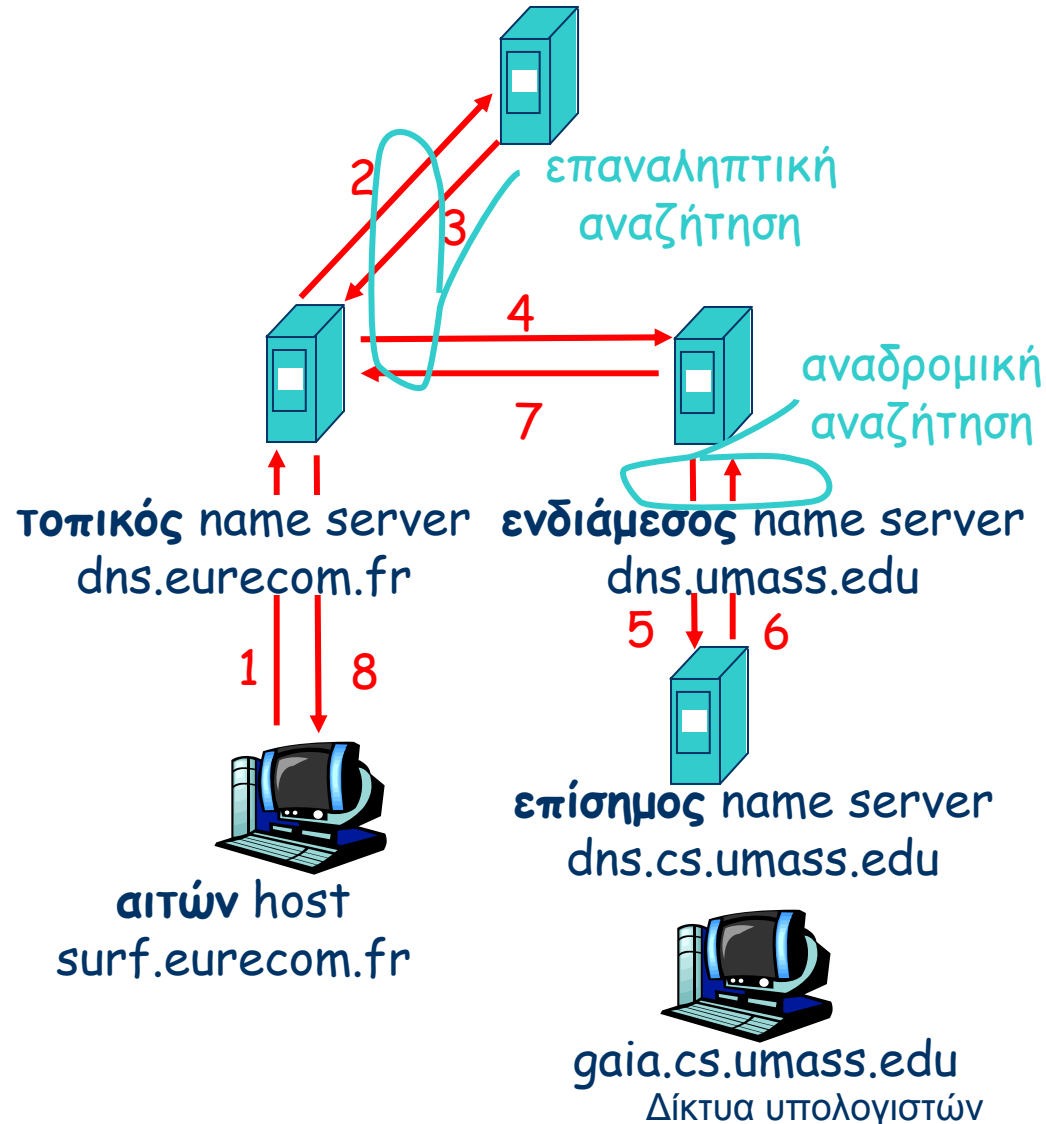 2
3
επαναληπτική
αναζήτηση
4
7
αναδρομική
αναζήτηση
τοπικός name server
dns.eurecom.fr
ενδιάμεσος name server
dns.umass.edu
1
8
5
6
αιτών host
surf.eurecom.fr
επίσημος name server
dns.cs.umass.edu
gaia.cs.umass.edu
Δίκτυα υπολογιστών